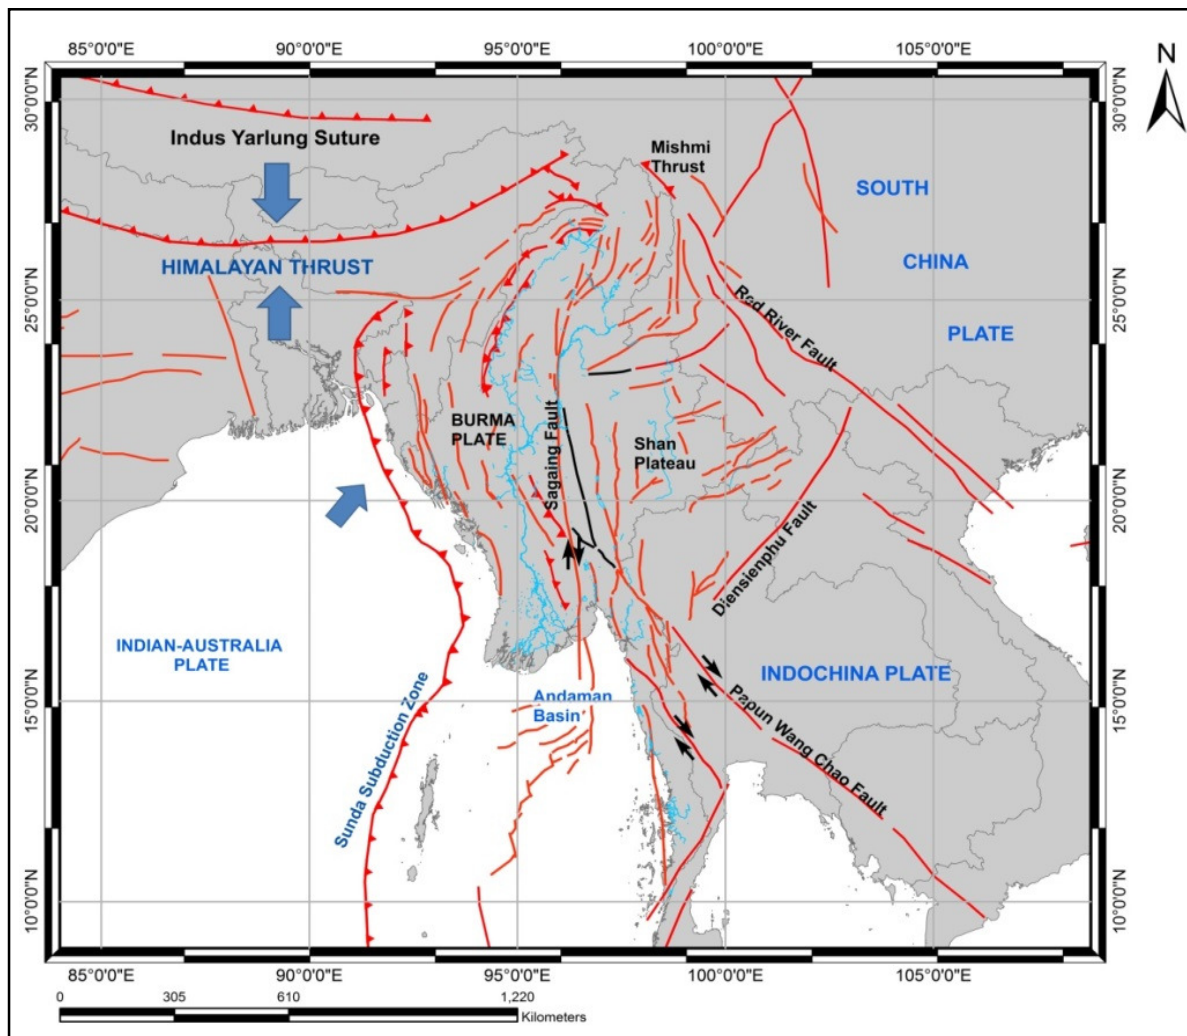 85°0'0"E 90°0'0"E 95°0'0"E 100°0'0"E 105°0'0"E
N
30°0'0"N
30°0'0"N
Indus Yarlung Suture
Mishmi
Thrust
SOUTH
CHINA
PLATE
HIMALAYAN THRUST
25°0'0"N
25°0'0"N
Red River Fault
BURMA
PLATE
Sagaing Fault
Shan
Plateau
20°0'0"N
20°0'0"N
Diensienphu Fault
INDIAN-AUSTRALIA
PLATE
INDOCHINA PLATE
Sunda Subduction Zone
Andaman
Basin
Papun Wang Chao Fault
15°0'0"N
15°0'0"N
10°0'0"N
10°0'0"N
85°0'0"E 90°0'0"E 95°0'0"E 100°0'0"E 105°0'0"E
0 305 610 1,220
Kilometers